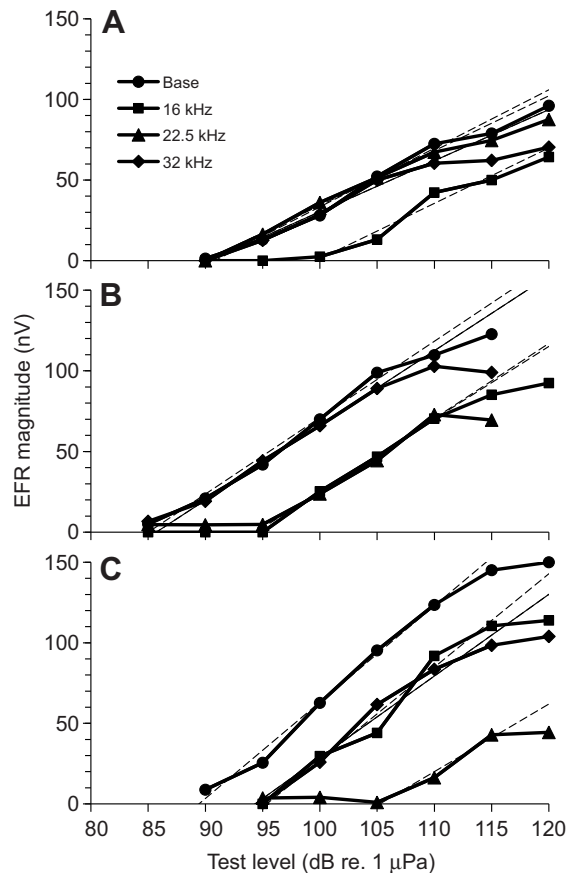 A
150
100
50
0
Base
16 kHz
22.5 kHz
32 kHz
B
150
100
50
0
EFR magnitude (nV)
C
150
100
50
0
80 85 90 95 100 105 110 115 120
Test level (dB re. 1 μPa)